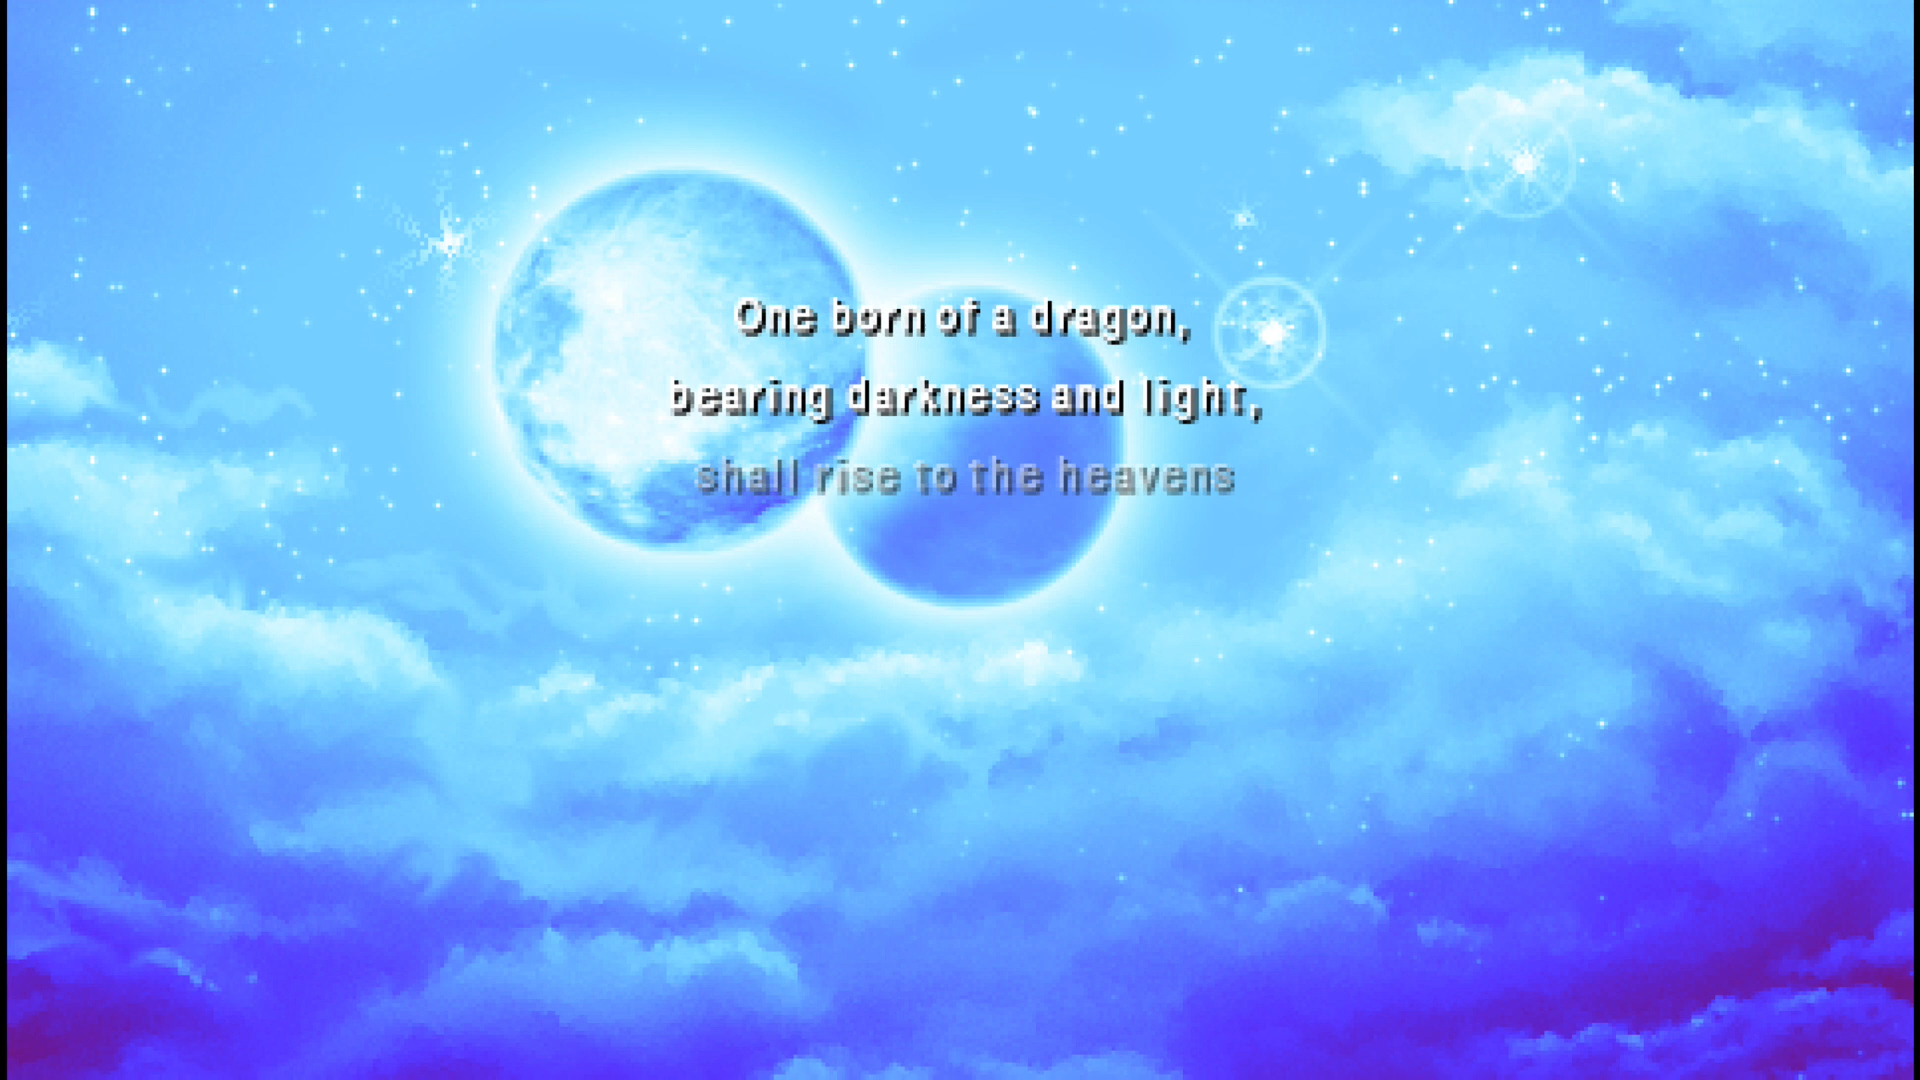 One born of a dragon,
bearing darkness and light,
shall rise to the heavens